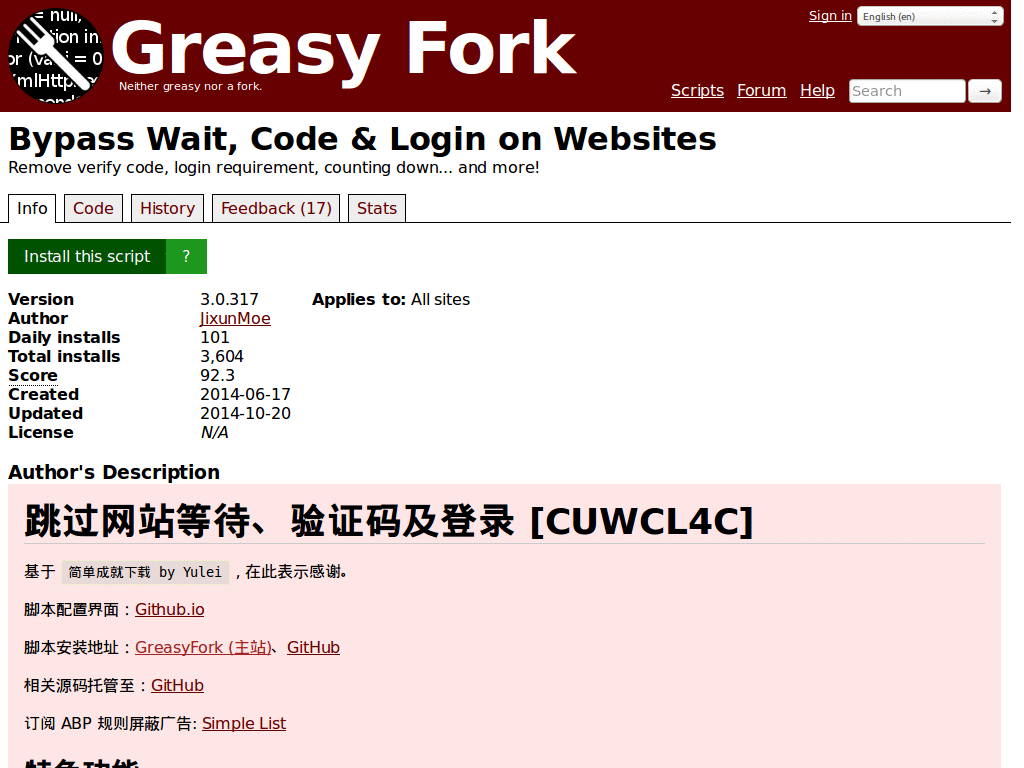 = null,
tion in
or (va i = 0
XmlHttp
Greasy Fork
Neither greasy nor a fork.
Sign in English (en)
Scripts Forum Help Search →
Bypass Wait, Code & Login on Websites
Remove verify code, login requirement, counting down... and more!
Info Code History Feedback (17) Stats
Install this script ?
Version 3.0.317 Applies to: All sites
Author JixunMoe
Daily installs 101
Total installs 3,604
Score 92.3
Created 2014-06-17
Updated 2014-10-20
License N/A
Author's Description
跳过网站等待、验证码及登录 [CUWCL4C]
基于 简单成就下载 by Yulei , 在此表示感谢。
脚本配置界面 : Github.io
脚本安装地址 : GreasyFork (主站)、GitHub
相关源码托管至 : GitHub
订阅 ABP 规则屏蔽广告: Simple List
特色功能